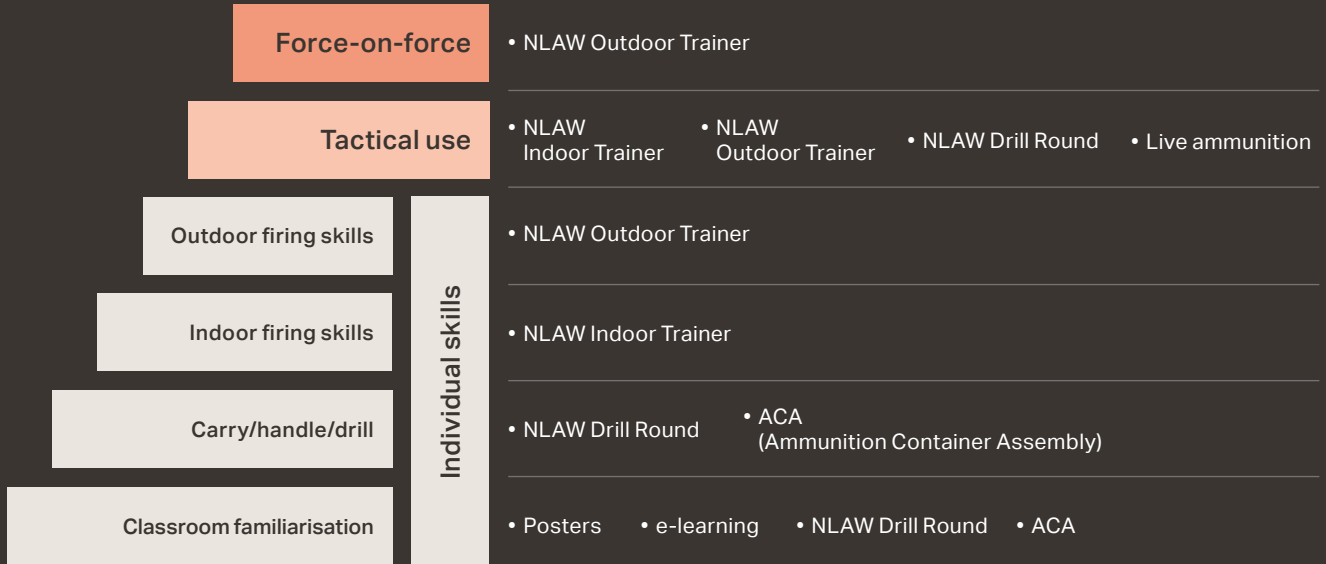 Force-on-force
• NLAW Outdoor Trainer
Tactical use
• NLAW
Indoor Trainer
• NLAW
Outdoor Trainer
• NLAW Drill Round
• Live ammunition
Individual skills
Outdoor firing skills
• NLAW Outdoor Trainer
Indoor firing skills
• NLAW Indoor Trainer
Carry/handle/drill
• NLAW Drill Round
• ACA
(Ammunition Container Assembly)
Classroom familiarisation
• Posters
• e-learning
• NLAW Drill Round
• ACA